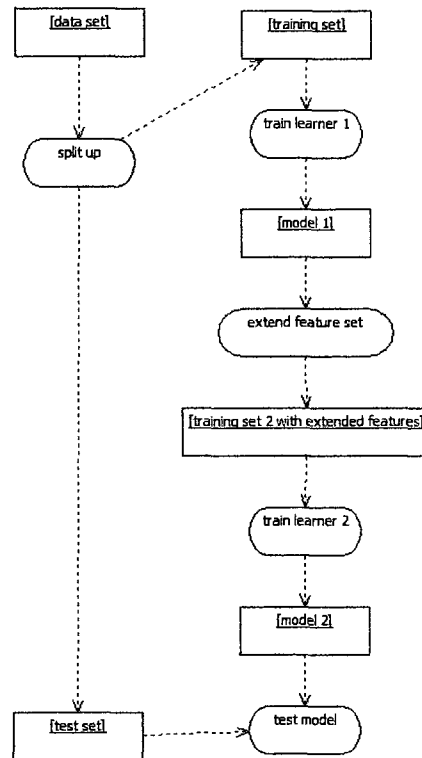 [data set]
[training set]
split up
train learner 1
[model 1]
extend feature set
[training set 2 with extended features]
train learner 2
[model 2]
[test set]
test model